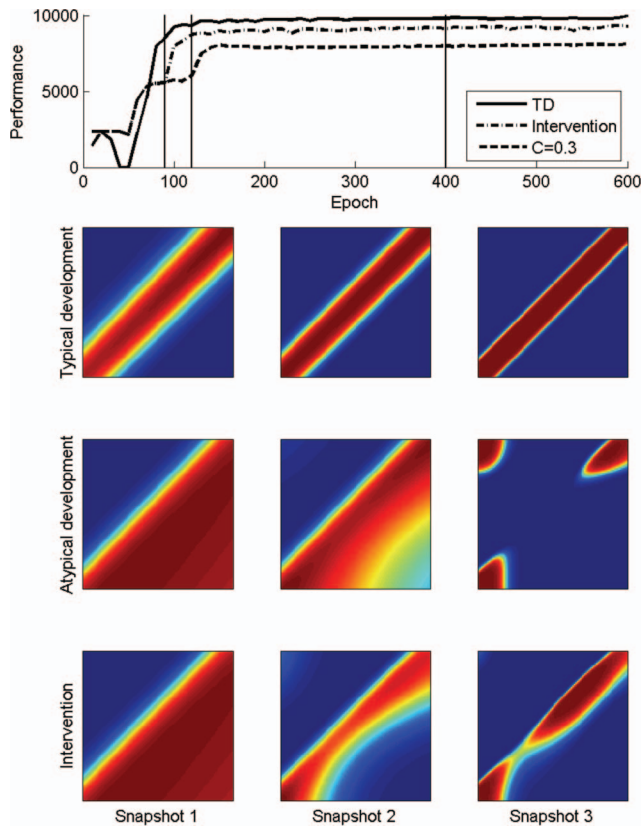 10000
5000
0
Performance
0
100
200
300
400
500
600
Epoch
TD
Intervention
C=0.3
Typical development
Atypical development
Intervention
Snapshot 1
Snapshot 2
Snapshot 3